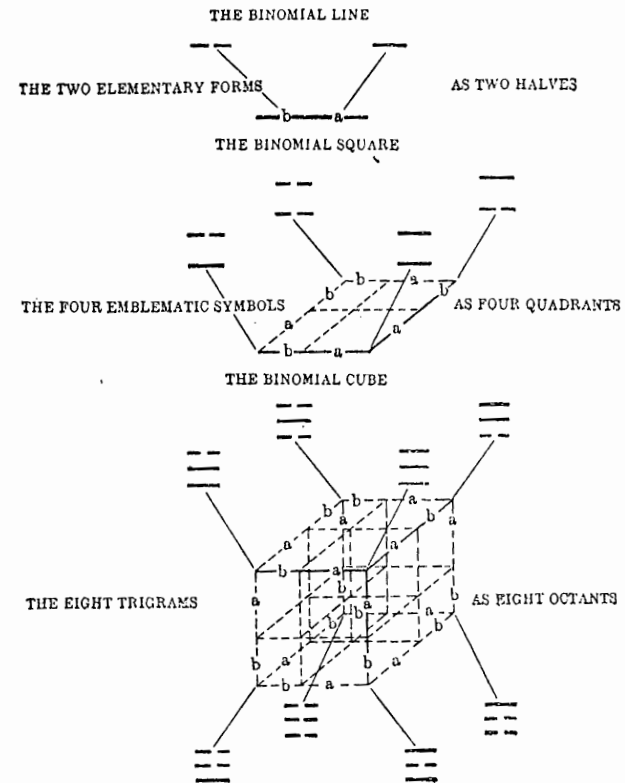 THE BINOMIAL LINE
THE TWO ELEMENTARY FORMS
AS TWO HALVES
b a
THE BINOMIAL SQUARE
b a
b b
THE FOUR EMBLEMATIC SYMBOLS
AS FOUR QUADRANTS
a a
b a
THE BINOMIAL CUBE
b a
b a b a
a
b a
THE EIGHT TRIGRAMS
a b a b
AS EIGHT OCTANTS
b b a b
b a b a
b a